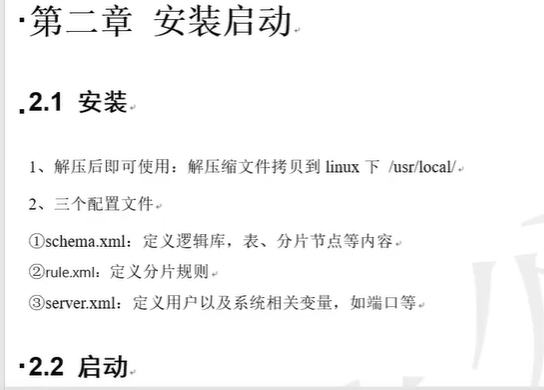 第二章 安装启动
2.1 安装
1、解压后即可使用：解压缩文件拷贝到 linux 下 /usr/local/
2、三个配置文件
①schema.xml：定义逻辑库，表、分片节点等内容
②rule.xml：定义分片规则
③server.xml：定义用户以及系统相关变量，如端口等
2.2 启动